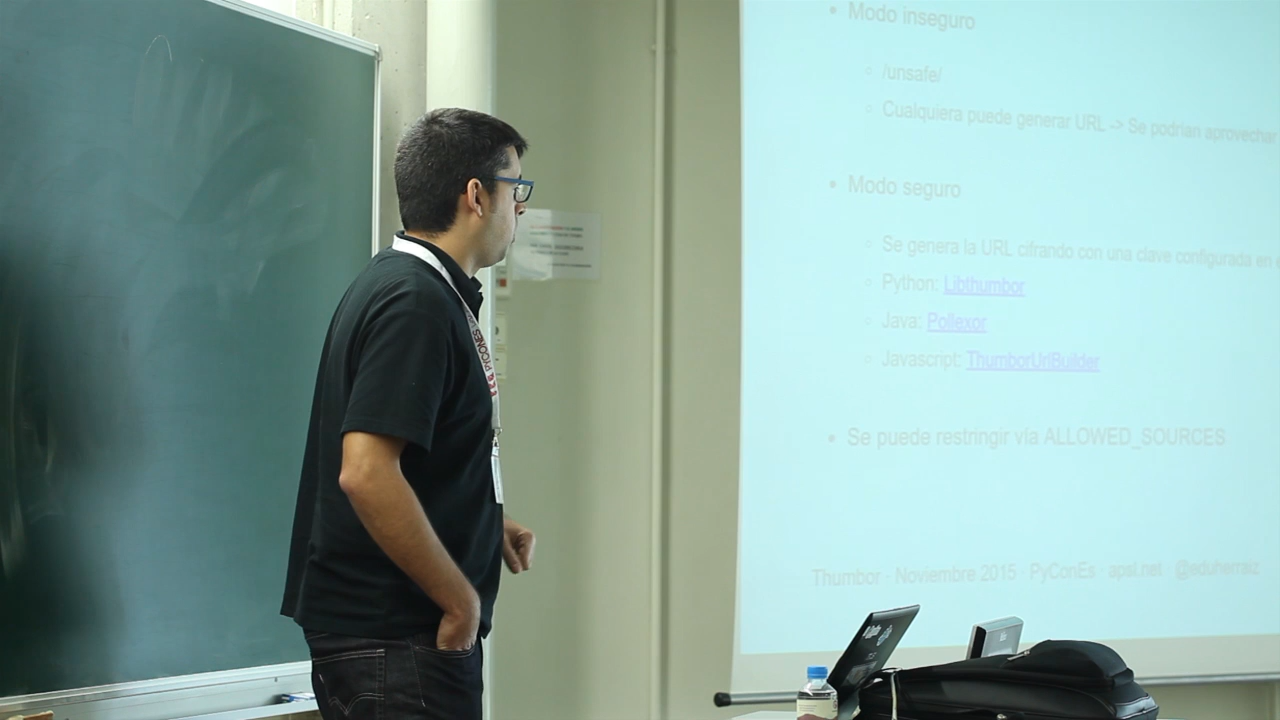 Modo inseguro
/unsafe/
Cualquiera puede generar URL -> Se podrían aprovechar
Modo seguro
Se genera la URL cifrando con una clave configurada en
Python: Libthumbor
Java: Pollexor
Javascript: ThumborUrlBuilder
Se puede restringir vía ALLOWED_SOURCES
Thumbor · Noviembre 2015 · PyConEs · apsl.net · @eduherraiz
PYCONES